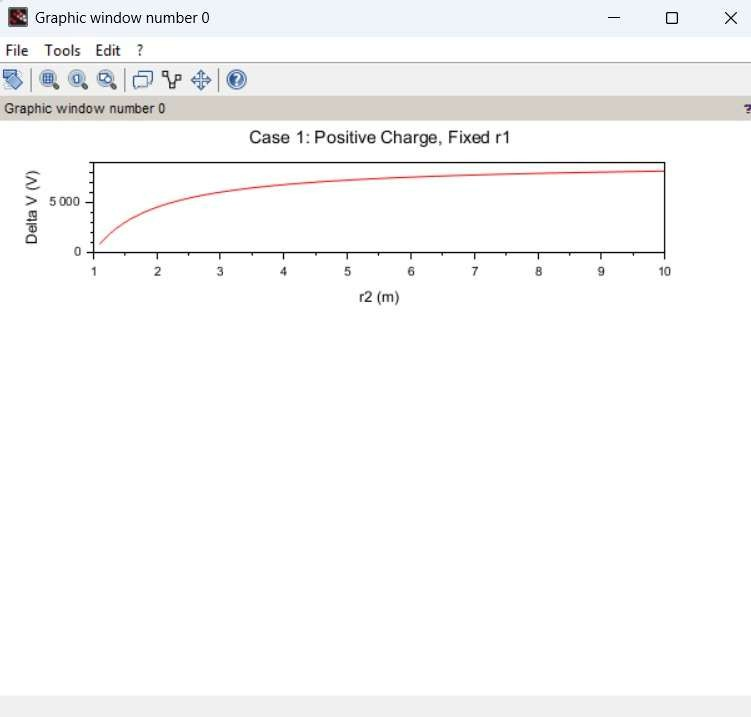 Graphic window number 0
File Tools Edit ?
Graphic window number 0
Case 1: Positive Charge, Fixed r1
Delta V (V)
5 000
0
1 2 3 4 5 6 7 8 9 10
r2 (m)